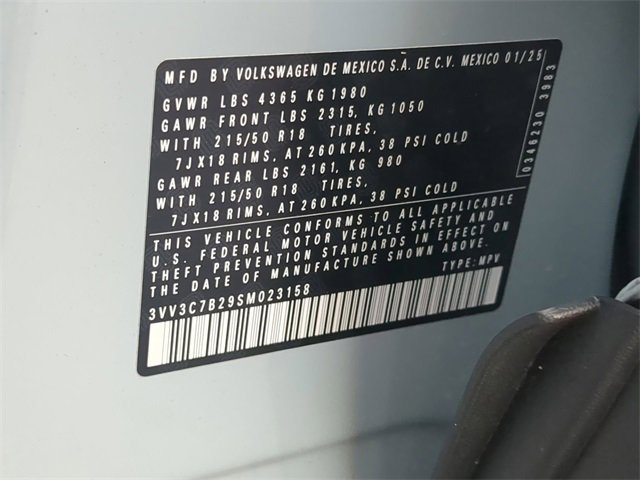 MFD BY VOLKSWAGEN DE MEXICO S.A. DE C.V. MEXICO 01/25
GVWR LBS 4365 KG 1980
GAWR FRONT LBS 2315, KG 1050
WITH 215/50 R18 TIRES,
7JX18 RIMS, AT 260 KPA, 38 PSI COLD
GAWR REAR LBS 2161, KG 980
WITH 215/50 R18 TIRES,
7JX18 RIMS, AT 260 KPA, 38 PSI COLD
THIS VEHICLE CONFORMS TO ALL APPLICABLE
U.S. FEDERAL MOTOR VEHICLE SAFETY AND
THEFT PREVENTION STANDARDS IN EFFECT ON
THE DATE OF MANUFACTURE SHOWN ABOVE.
3VV3C7B29SM023158 TYPE: MPV
0346230 3983